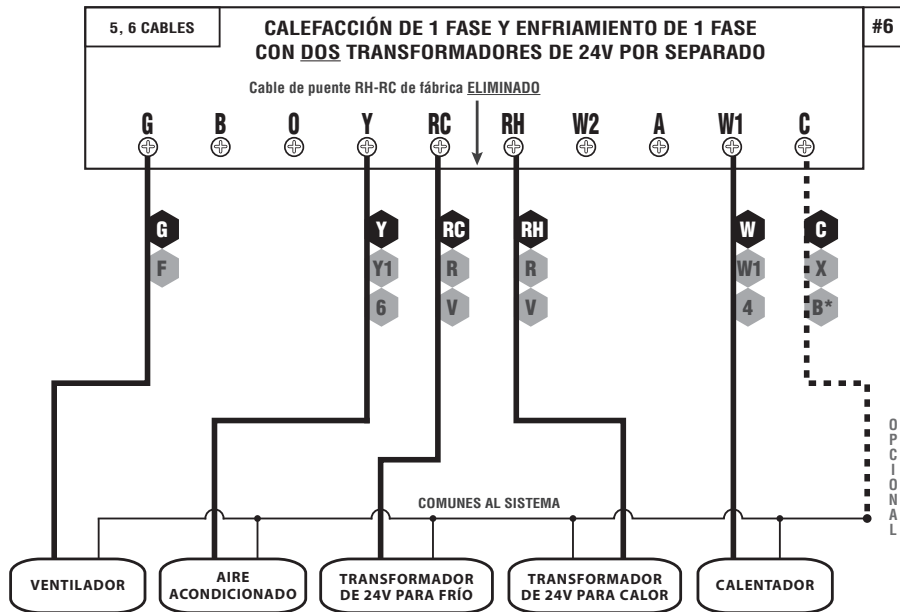 5, 6 CABLES
CALEFACCIÓN DE 1 FASE Y ENFRIAMIENTO DE 1 FASE
CON DOS TRANSFORMADORES DE 24V POR SEPARADO
#6
Cable de puente RH-RC de fábrica ELIMINADO
G B O Y RC RH W2 A W1 C
G Y RC RH W C
F Y1 R R W1 X
6 V V 4 B*
OPCIONAL
COMUNES AL SISTEMA
VENTILADOR
AIRE
ACONDICIONADO
TRANSFORMADOR
DE 24V PARA FRÍO
TRANSFORMADOR
DE 24V PARA CALOR
CALENTADOR